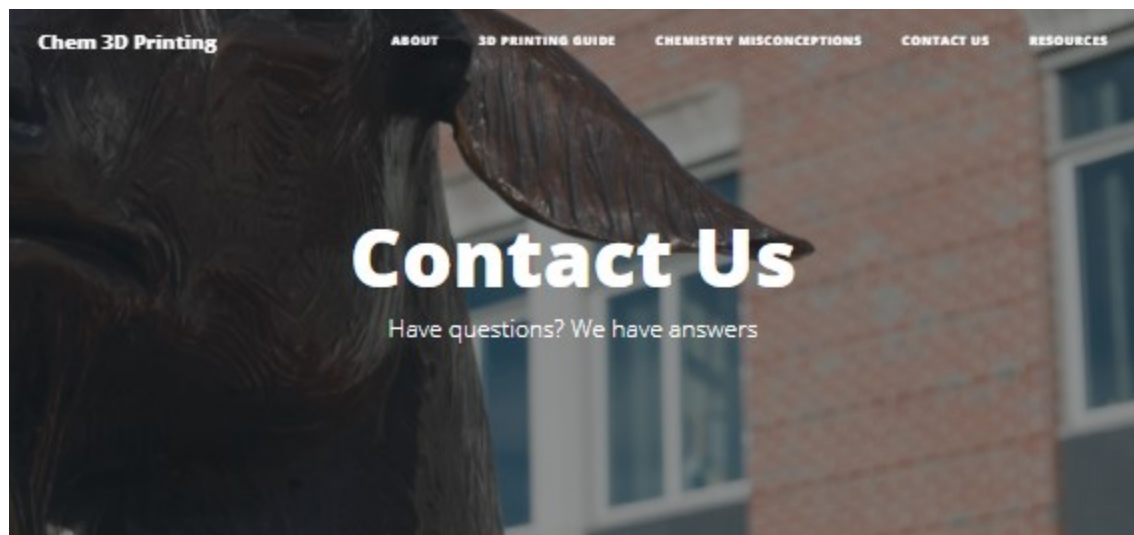 Chem 3D Printing
ABOUT 3D PRINTING GUIDE CHEMISTRY MISCONCEPTIONS CONTACT US RESOURCES
Contact Us
Have questions? We have answers